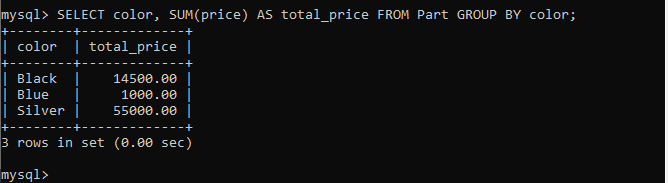 mysql> SELECT color, SUM(price) AS total_price FROM Part GROUP BY color;
+--------+-------------+
| color  | total_price |
+--------+-------------+
| Black  |    14500.00 |
| Blue   |     1000.00 |
| Silver |    55000.00 |
+--------+-------------+
3 rows in set (0.00 sec)
mysql>